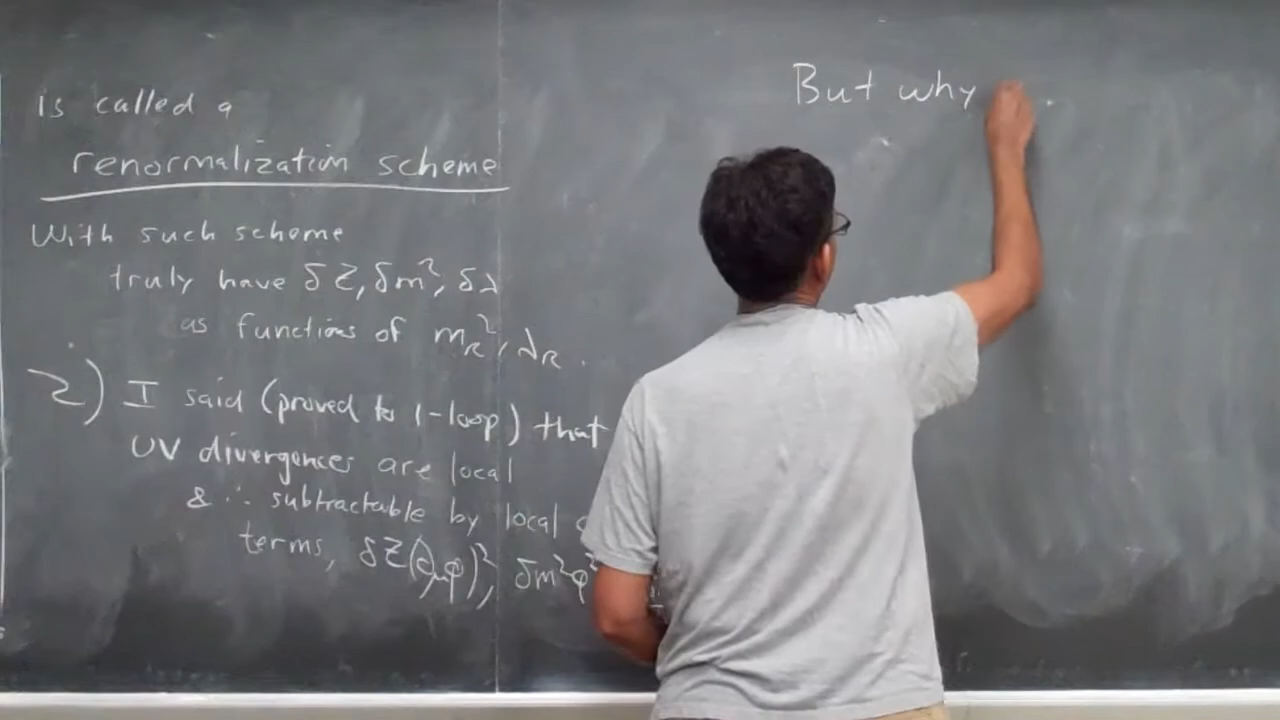 is called a
renormalization scheme
With such scheme
truly have δZ, δm², δλ
as functions of m_R², λ_R.
2) I said (proved to 1-loop) that
UV divergences are local
& ∴ subtractable by local
terms, δZ(∂_μφ)², δm²φ²
But why